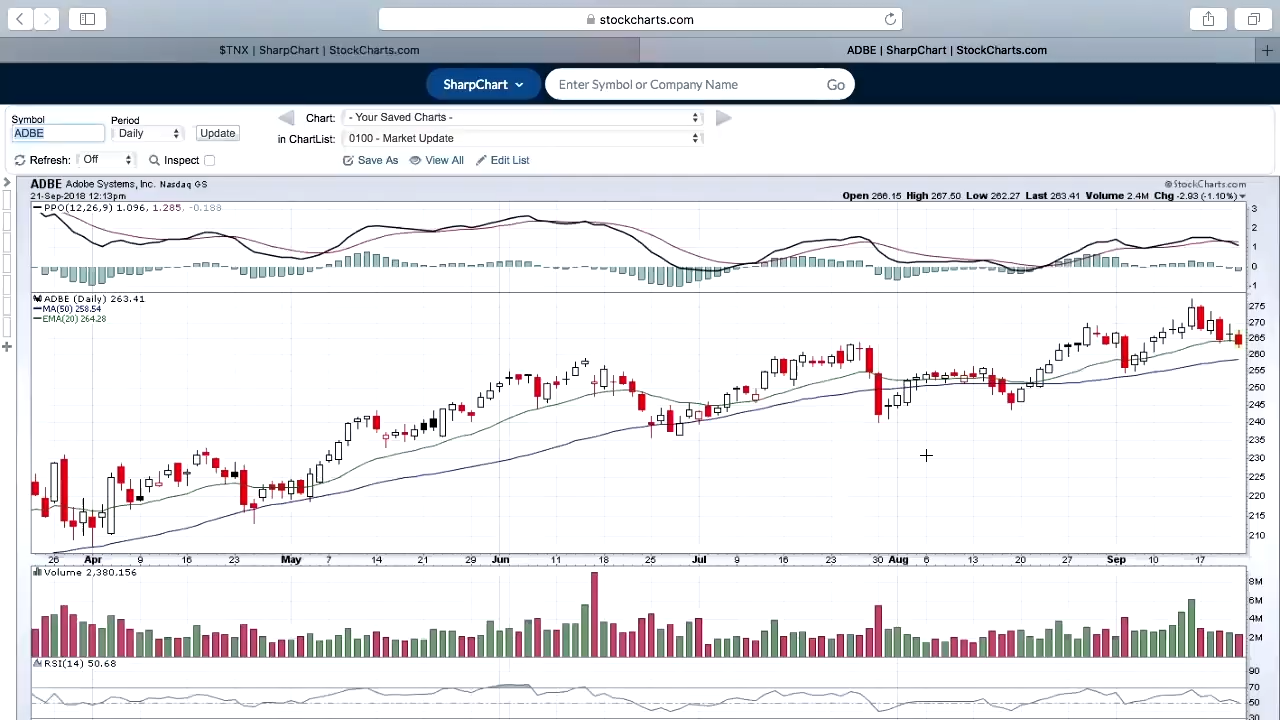 stockcharts.com
$TNX | SharpChart | StockCharts.com
ADBE | SharpChart | StockCharts.com
SharpChart
Enter Symbol or Company Name
Go
Symbol
Period
ADBE
Daily
Update
Chart:
- Your Saved Charts -
in ChartList:
0100 - Market Update
Refresh:
Off
Inspect
Save As
View All
Edit List
ADBE Adobe Systems, Inc. Nasdaq GS
@StockCharts.com
21-Sep-2018 12:13pm
Open 266.15 High 267.50 Low 262.27 Last 263.41 Volume 2.4M Chg -2.93 (-1.10%)
PPO(12,26,9) 1.096, 1.285, -0.188
3
2
1
0
-1
ADBE (Daily) 263.41
MA(50) 258.54
EMA(20) 264.28
275
270
265
260
255
250
245
240
235
230
225
220
215
210
26 Apr 9 16 23 May 7 14 21 29 Jun 11 18 25 Jul 9 16 23 30 Aug 6 13 20 27 Sep 10 17
Volume 2,380,156
8M
6M
4M
2M
RSI(14) 50.68
90
70
50
30